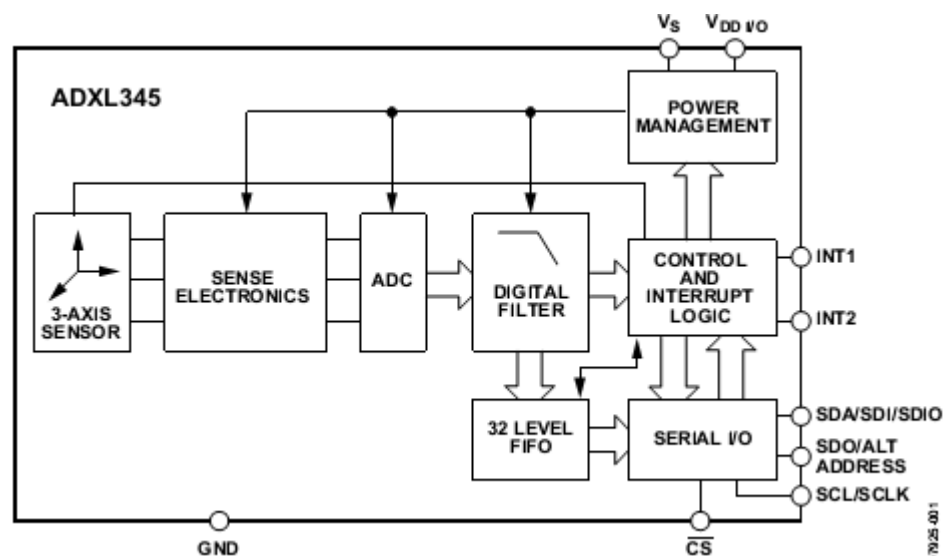 VS
VDD I/O
ADXL345
POWER
MANAGEMENT
3-AXIS
SENSOR
SENSE
ELECTRONICS
ADC
DIGITAL
FILTER
CONTROL
AND
INTERRUPT
LOGIC
INT1
INT2
32 LEVEL
FIFO
SERIAL I/O
SDA/SDI/SDIO
SDO/ALT
ADDRESS
SCL/SCLK
GND
CS
7925-001